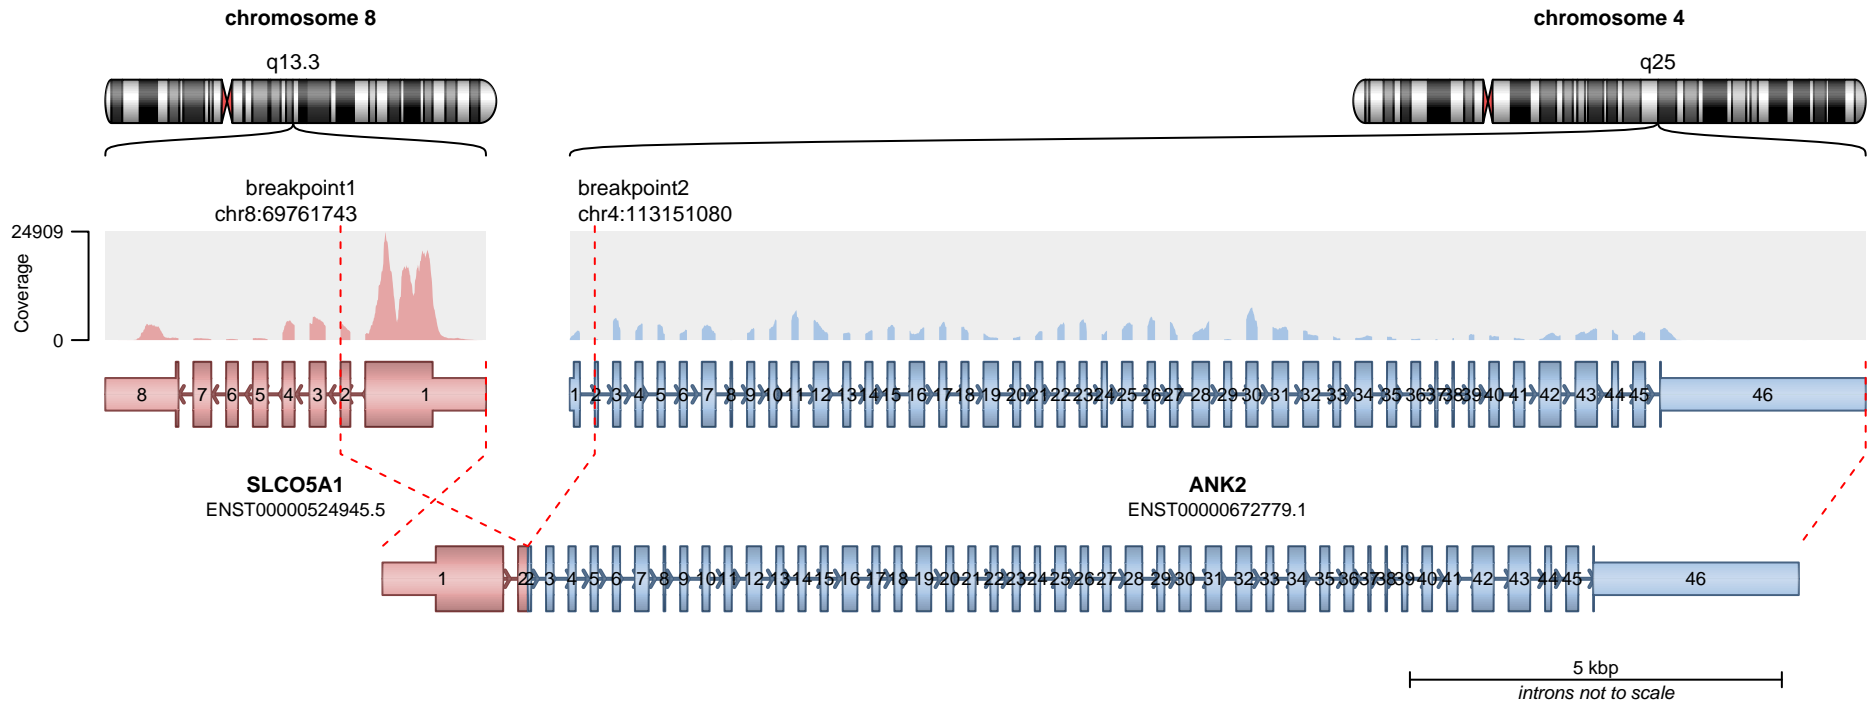 chromosome 8
chromosome 4
q13.3
q25
breakpoint1
chr8:69761743
breakpoint2
chr4:113151080
24909
Coverage
0
8 7 6 5 4 3 2 1
1 2 3 4 5 6 7 8 9 10 11 12 13 14 15 16 17 18 19 20 21 22 23 24 25 26 27 28 29 30 31 32 33 34 35 36 37 38 39 40 41 42 43 44 45 46
SLCO5A1
ENST00000524945.5
ANK2
ENST00000672779.1
1 2 2 3 4 5 6 7 8 9 10 11 12 13 14 15 16 17 18 19 20 21 22 23 24 25 26 27 28 29 30 31 32 33 34 35 36 37 38 39 40 41 42 43 44 45 46
5 kbp
introns not to scale